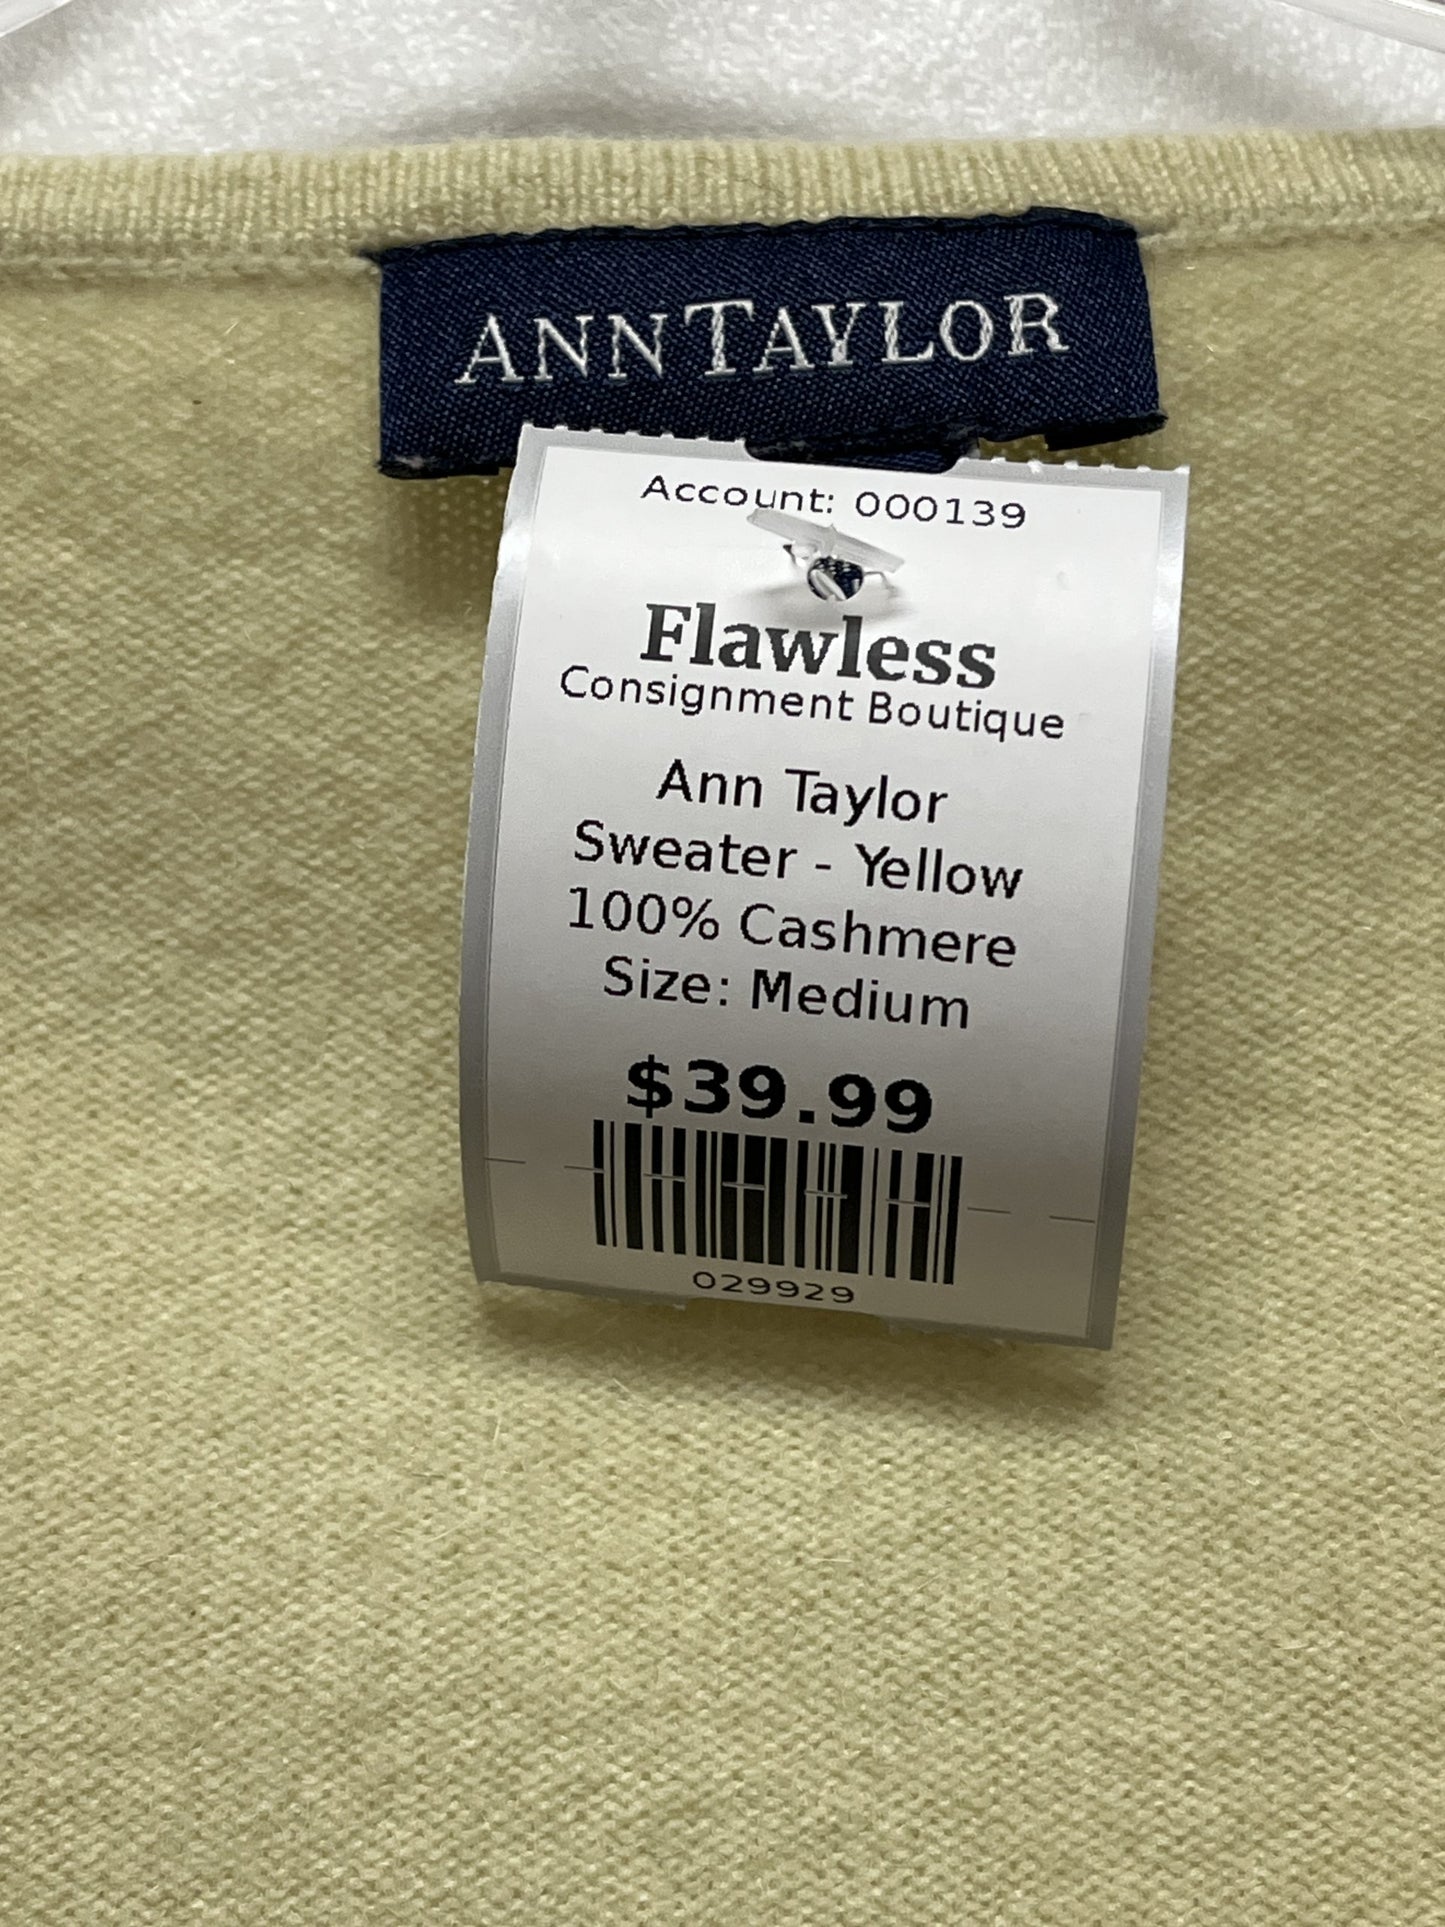 ANNTAYLOR
Account: 000139
Flawless
Consignment Boutique
Ann Taylor
Sweater - Yellow
100% Cashmere
Size: Medium
$39.99
029929